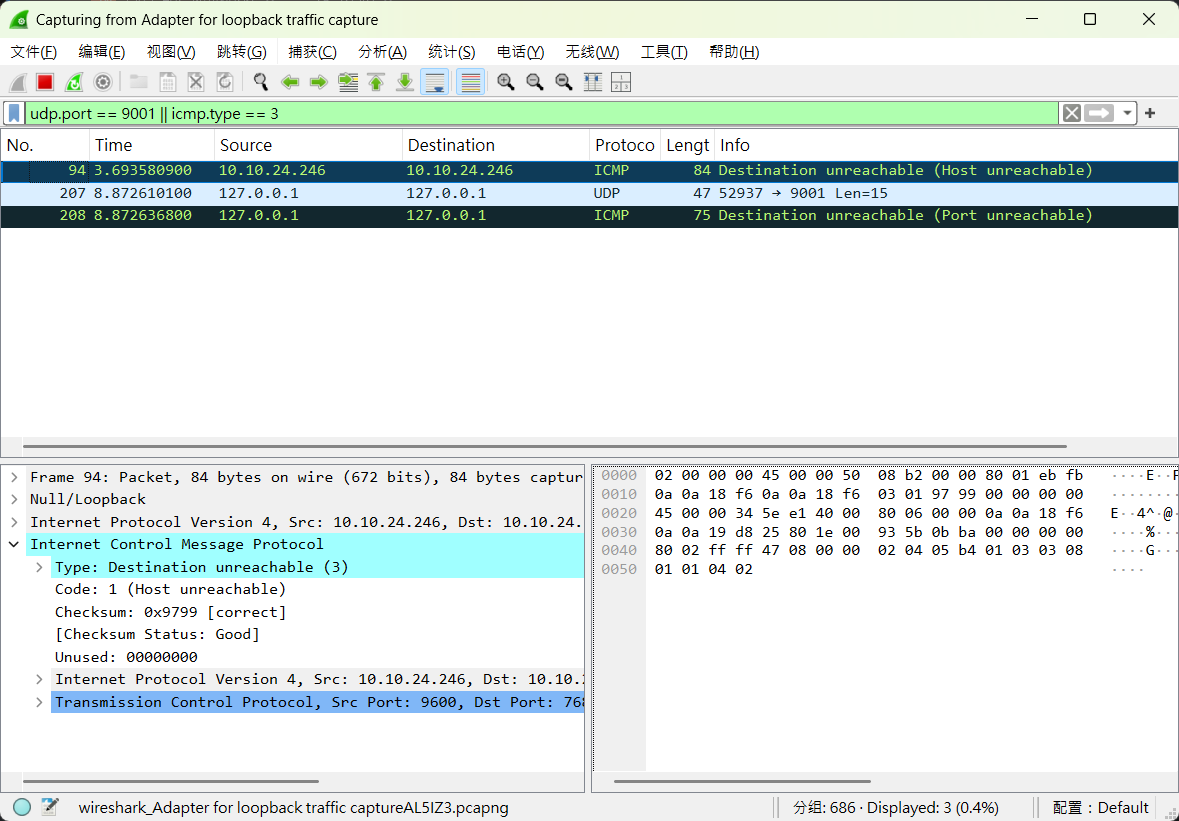 Capturing from Adapter for loopback traffic capture
文件(F) 编辑(E) 视图(V) 跳转(G) 捕获(C) 分析(A) 统计(S) 电话(Y) 无线(W) 工具(T) 帮助(H)
udp.port == 9001 || icmp.type == 3
No. Time Source Destination Protoco Lengt Info
94 3.693580900 10.10.24.246 10.10.24.246 ICMP 84 Destination unreachable (Host unreachable)
207 8.872610100 127.0.0.1 127.0.0.1 UDP 47 52937 → 9001 Len=15
208 8.872636800 127.0.0.1 127.0.0.1 ICMP 75 Destination unreachable (Port unreachable)
Frame 94: Packet, 84 bytes on wire (672 bits), 84 bytes captur
Null/Loopback
Internet Protocol Version 4, Src: 10.10.24.246, Dst: 10.10.24.
Internet Control Message Protocol
Type: Destination unreachable (3)
Code: 1 (Host unreachable)
Checksum: 0x9799 [correct]
[Checksum Status: Good]
Unused: 00000000
Internet Protocol Version 4, Src: 10.10.24.246, Dst: 10.10.
Transmission Control Protocol, Src Port: 9600, Dst Port: 768
0000 02 00 00 00 45 00 00 50 08 b2 00 00 80 01 eb fb ····E··P
0010 0a 0a 18 f6 0a 0a 18 f6 03 01 97 99 00 00 00 00 ········
0020 45 00 00 34 5e e1 40 00 80 06 00 00 0a 0a 18 f6 E··4^·@·
0030 0a 0a 19 d8 25 80 1e 00 93 5b 0b ba 00 00 00 00 ····%···
0040 80 02 ff ff 47 08 00 00 02 04 05 b4 01 03 03 08 ····G···
0050 01 01 04 02 ····
wireshark_Adapter for loopback traffic captureAL5IZ3.pcapng 分组: 686 · Displayed: 3 (0.4%) 配置：Default